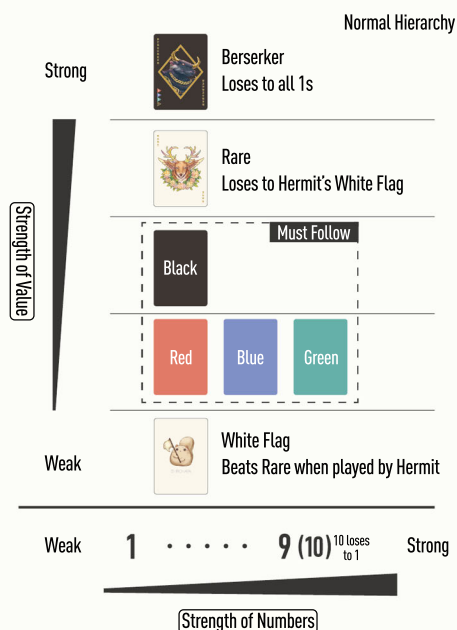 Normal Hierarchy
Strong
Berserker
Loses to all 1s
Rare
Loses to Hermit's White Flag
Strength of Value
Must Follow
Black
Red
Blue
Green
Weak
White Flag
Beats Rare when played by Hermit
Weak
1 · · · · · 9 (10) 10 loses to 1
Strong
Strength of Numbers